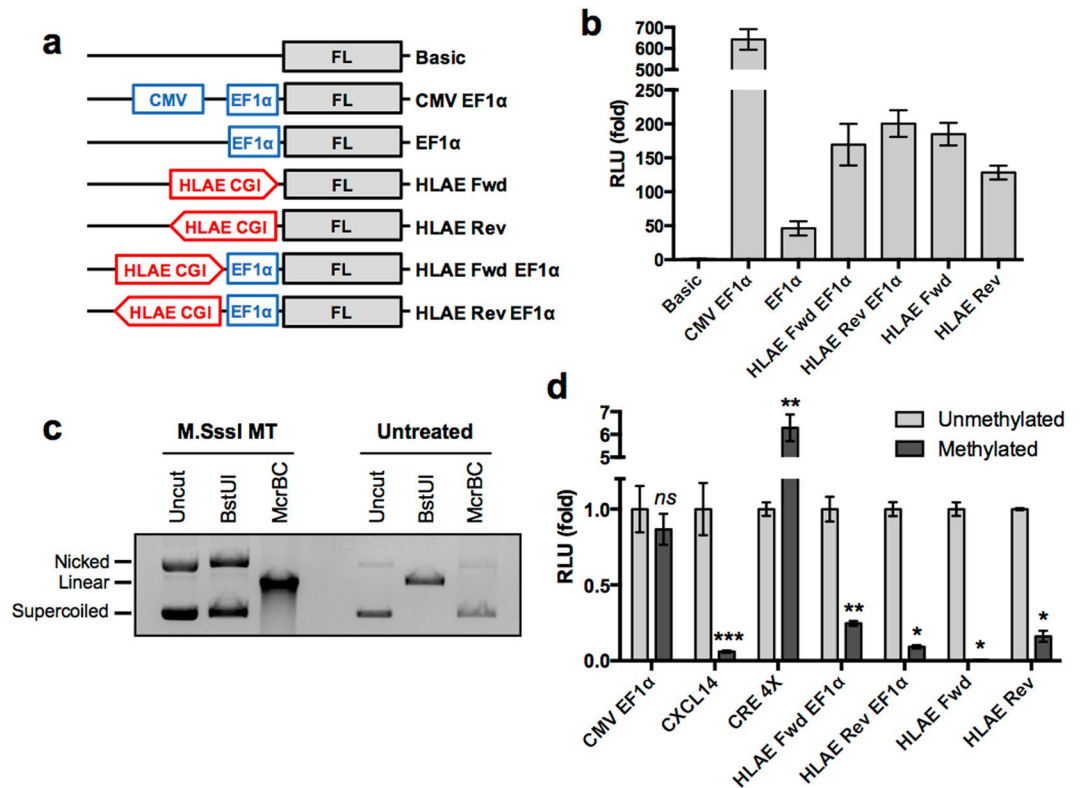 a
FL Basic
CMV EF1α FL CMV EF1α
EF1α FL EF1α
HLAE CGI FL HLAE Fwd
HLAE CGI FL HLAE Rev
HLAE CGI EF1α FL HLAE Fwd EF1α
HLAE CGI EF1α FL HLAE Rev EF1α
b
RLU (fold)
700
600
500
250
200
150
100
50
0
Basic
CMV EF1α
EF1α
HLAE Fwd EF1α
HLAE Rev EF1α
HLAE Fwd
HLAE Rev
c
M.SssI MT
Untreated
Uncut
BstUI
McrBC
Uncut
BstUI
McrBC
Nicked
Linear
Supercoiled
d
Unmethylated
Methylated
RLU (fold)
7
6
5
1.0
0.5
0.0
ns
***
**
**
*
*
*
CMV EF1α
CXCL14
CRE 4X
HLAE Fwd EF1α
HLAE Rev EF1α
HLAE Fwd
HLAE Rev